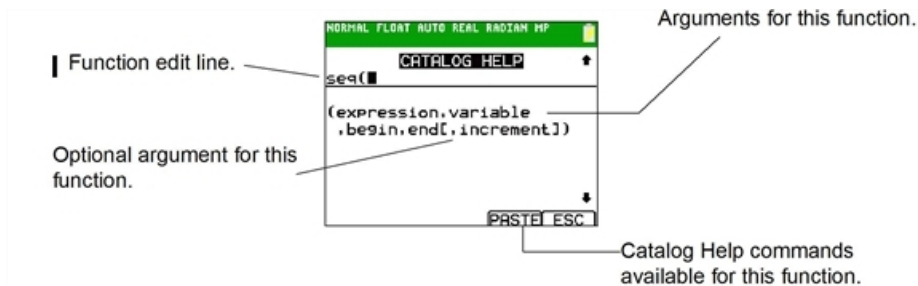 Arguments for this function.
NORMAL FLOAT AUTO REAL RADIAN MP
Function edit line.
CATALOG HELP
seq(
(expression,variable
,begin,end[,increment])
Optional argument for this
function.
PASTE ESC
Catalog Help commands
available for this function.